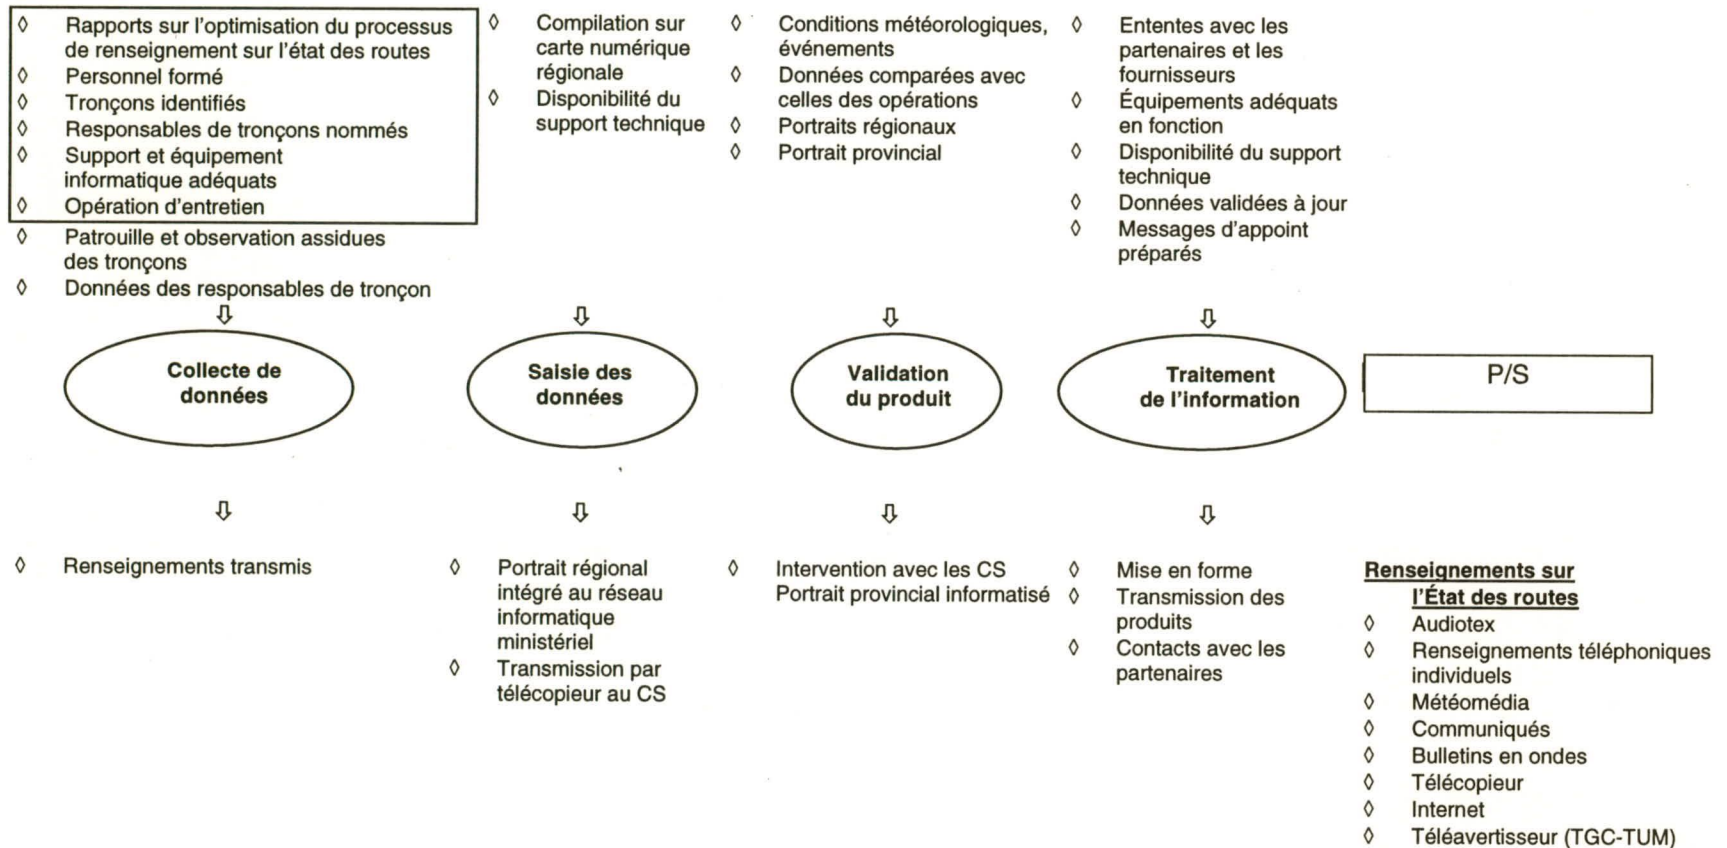 ◊ Rapports sur l'optimisation du processus
de renseignement sur l'état des routes
◊ Personnel formé
◊ Tronçons identifiés
◊ Responsables de tronçons nommés
◊ Support et équipement
informatique adéquats
◊ Opération d'entretien
◊ Patrouille et observation assidues
des tronçons
◊ Données des responsables de tronçon
◊ Compilation sur
carte numérique
régionale
◊ Disponibilité du
support technique
◊ Conditions météorologiques,
événements
◊ Données comparées avec
celles des opérations
◊ Portraits régionaux
◊ Portrait provincial
◊ Ententes avec les
partenaires et les
fournisseurs
◊ Équipements adéquats
en fonction
◊ Disponibilité du support
technique
◊ Données validées à jour
◊ Messages d'appoint
préparés
⇩ ⇩ ⇩ ⇩
Collecte de
données
Saisie des
données
Validation
du produit
Traitement
de l'information
P/S
⇩ ⇩ ⇩ ⇩
◊ Renseignements transmis
◊ Portrait régional
intégré au réseau
informatique
ministériel
◊ Transmission par
télécopieur au CS
◊ Intervention avec les CS
Portrait provincial informatisé
◊ Mise en forme
◊ Transmission des
produits
◊ Contacts avec les
partenaires
Renseignements sur
l'État des routes
◊ Audiotex
◊ Renseignements téléphoniques
individuels
◊ Météomédia
◊ Communiqués
◊ Bulletins en ondes
◊ Télécopieur
◊ Internet
◊ Téléavertisseur (TGC-TUM)